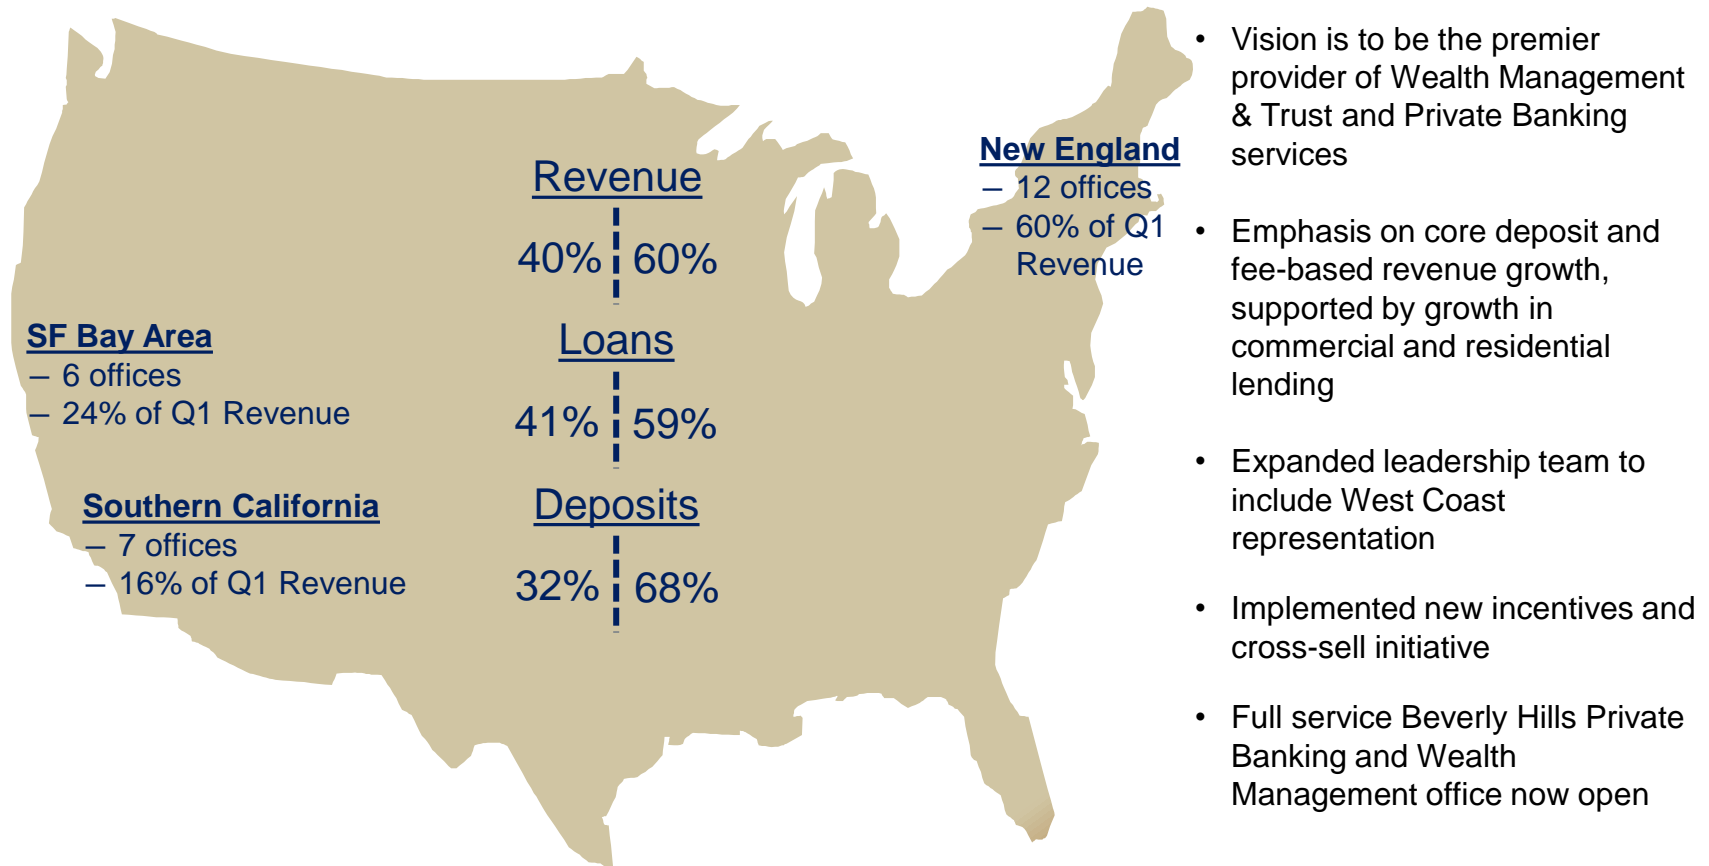 Revenue
40% 60%
Loans
41% 59%
Deposits
32% 68%
SF Bay Area
– 6 offices
– 24% of Q1 Revenue
Southern California
– 7 offices
– 16% of Q1 Revenue
New England
– 12 offices
– 60% of Q1
Revenue
• Vision is to be the premier
provider of Wealth Management
& Trust and Private Banking
services
• Emphasis on core deposit and
fee-based revenue growth,
supported by growth in
commercial and residential
lending
• Expanded leadership team to
include West Coast
representation
• Implemented new incentives and
cross-sell initiative
• Full service Beverly Hills Private
Banking and Wealth
Management office now open